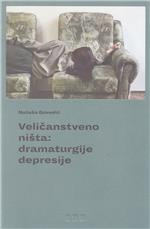 Nataša Govedić
Veličanstveno
ništa:
dramaturgije
depresije